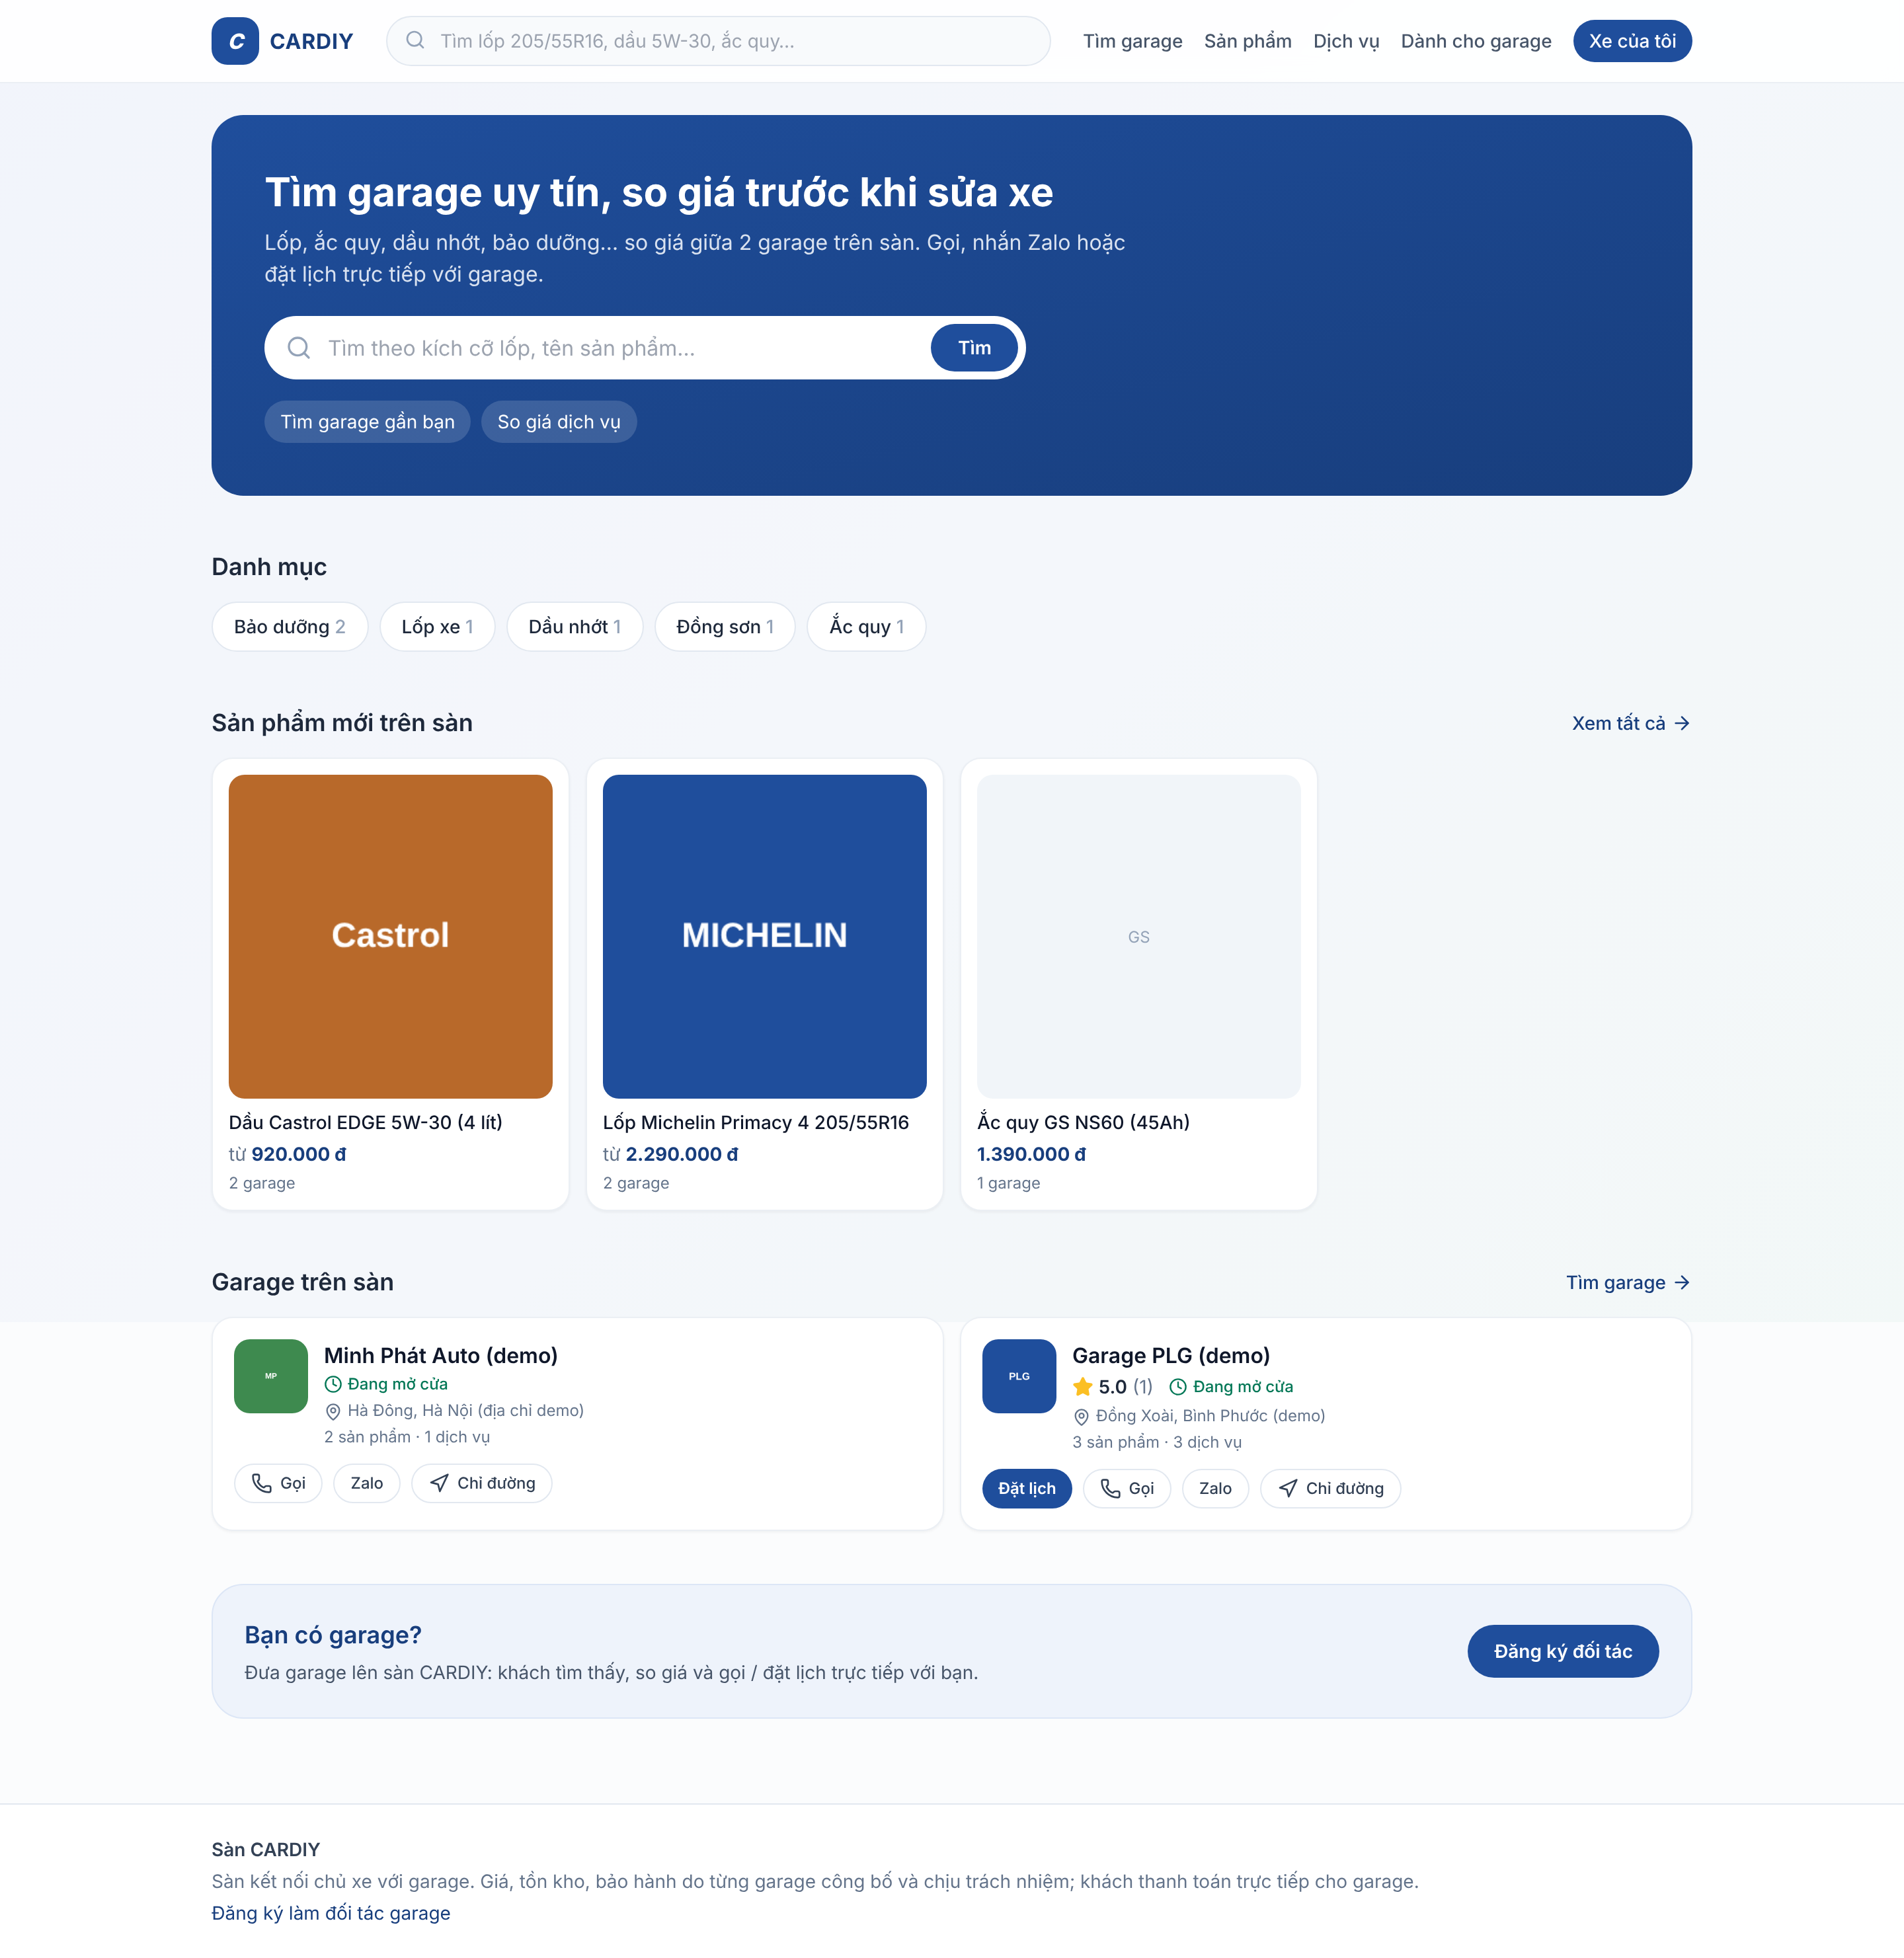 C CARDIY
Tìm lốp 205/55R16, dầu 5W-30, ắc quy...
Tìm garage Sản phẩm Dịch vụ Dành cho garage Xe của tôi
Tìm garage uy tín, so giá trước khi sửa xe
Lốp, ắc quy, dầu nhớt, bảo dưỡng... so giá giữa 2 garage trên sàn. Gọi, nhắn Zalo hoặc
đặt lịch trực tiếp với garage.
Tìm theo kích cỡ lốp, tên sản phẩm...
Tìm
Tìm garage gần bạn So giá dịch vụ
Danh mục
Bảo dưỡng 2 Lốp xe 1 Dầu nhớt 1 Đồng sơn 1 Ắc quy 1
Sản phẩm mới trên sàn
Xem tất cả →
Castrol
Dầu Castrol EDGE 5W-30 (4 lít)
từ 920.000 đ
2 garage
MICHELIN
Lốp Michelin Primacy 4 205/55R16
từ 2.290.000 đ
2 garage
GS
Ắc quy GS NS60 (45Ah)
1.390.000 đ
1 garage
Garage trên sàn
Tìm garage →
MP
Minh Phát Auto (demo)
Đang mở cửa
Hà Đông, Hà Nội (địa chỉ demo)
2 sản phẩm · 1 dịch vụ
Gọi Zalo Chỉ đường
PLG
Garage PLG (demo)
5.0 (1) Đang mở cửa
Đồng Xoài, Bình Phước (demo)
3 sản phẩm · 3 dịch vụ
Đặt lịch Gọi Zalo Chỉ đường
Bạn có garage?
Đưa garage lên sàn CARDIY: khách tìm thấy, so giá và gọi / đặt lịch trực tiếp với bạn.
Đăng ký đối tác
Sàn CARDIY
Sàn kết nối chủ xe với garage. Giá, tồn kho, bảo hành do từng garage công bố và chịu trách nhiệm; khách thanh toán trực tiếp cho garage.
Đăng ký làm đối tác garage